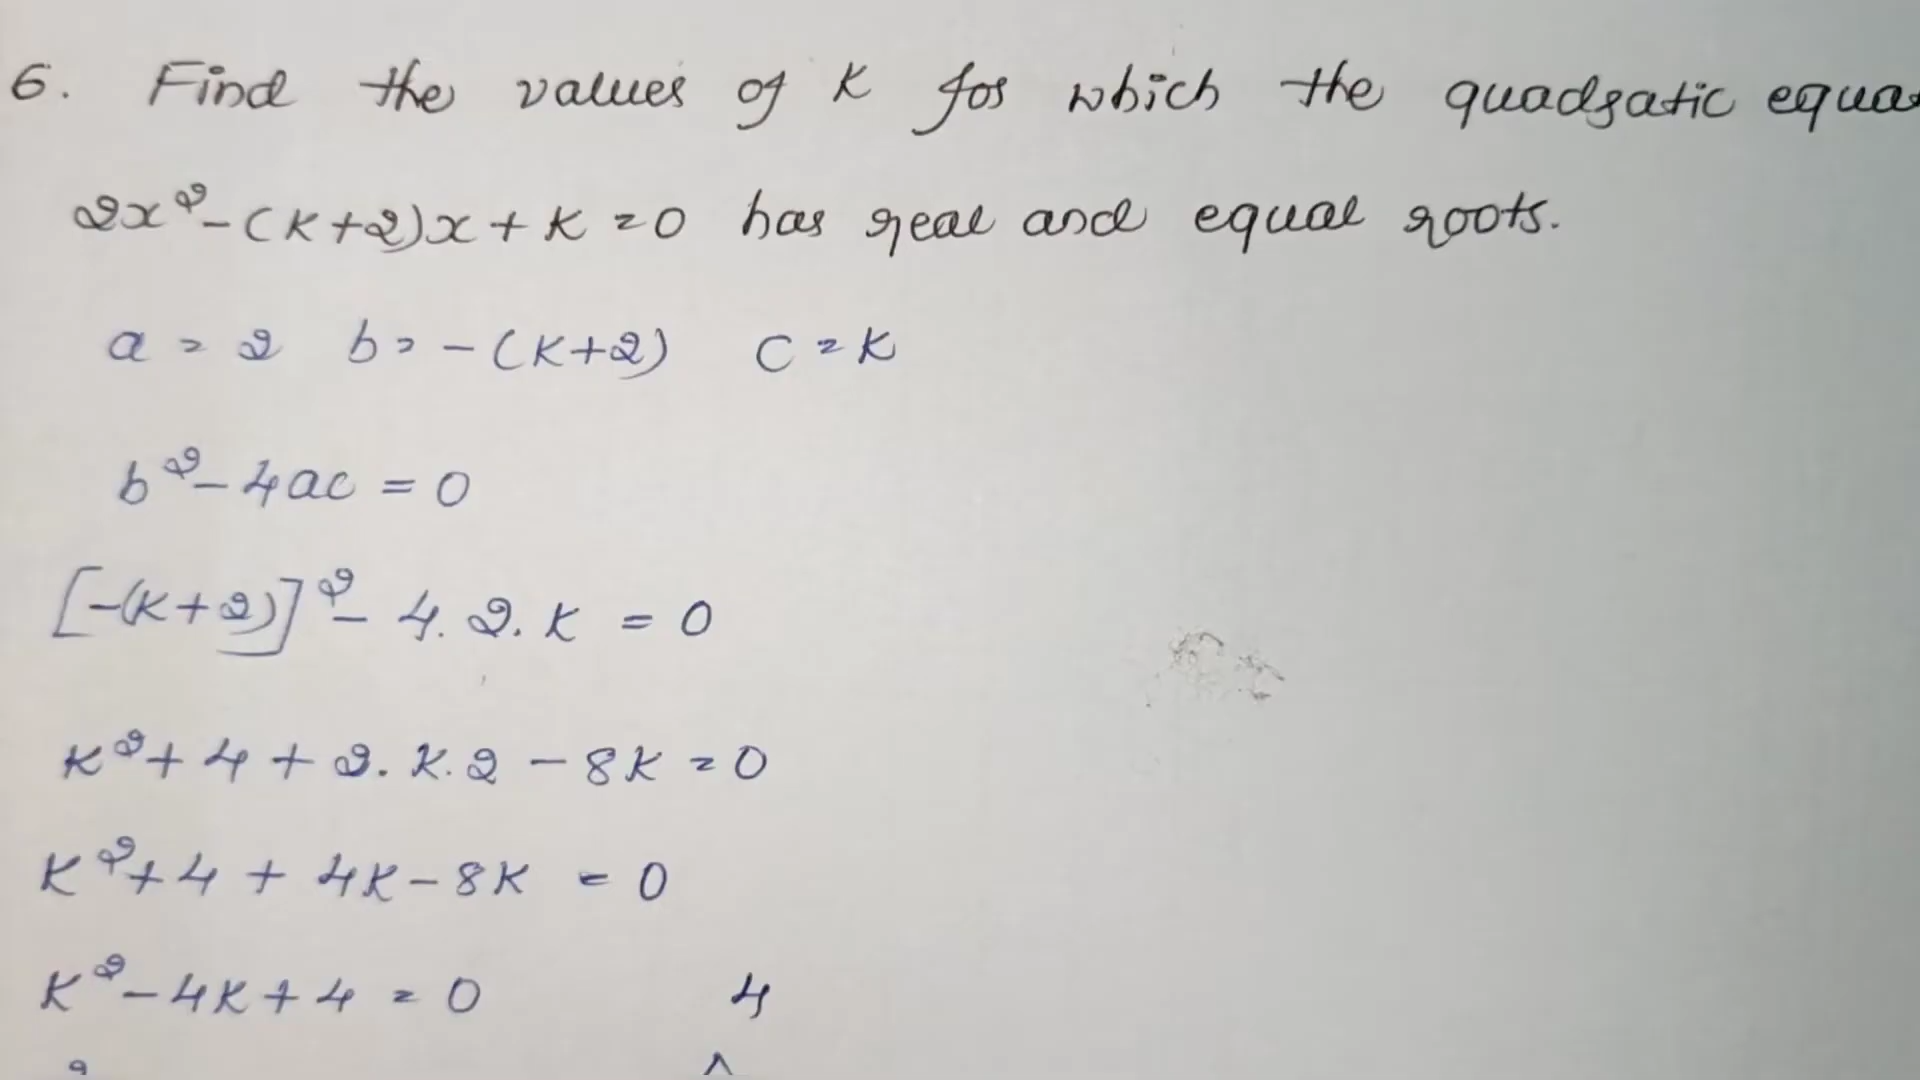 6. Find the values of k for which the quadratic equa
2x² - (k+2)x + k = 0 has real and equal roots.
a = 2 b = - (k+2) c = k
b² - 4ac = 0
[-(k+2)]² - 4.2.k = 0
k² + 4 + 2.k.2 - 8k = 0
k² + 4 + 4k - 8k = 0
k² - 4k + 4 = 0 4